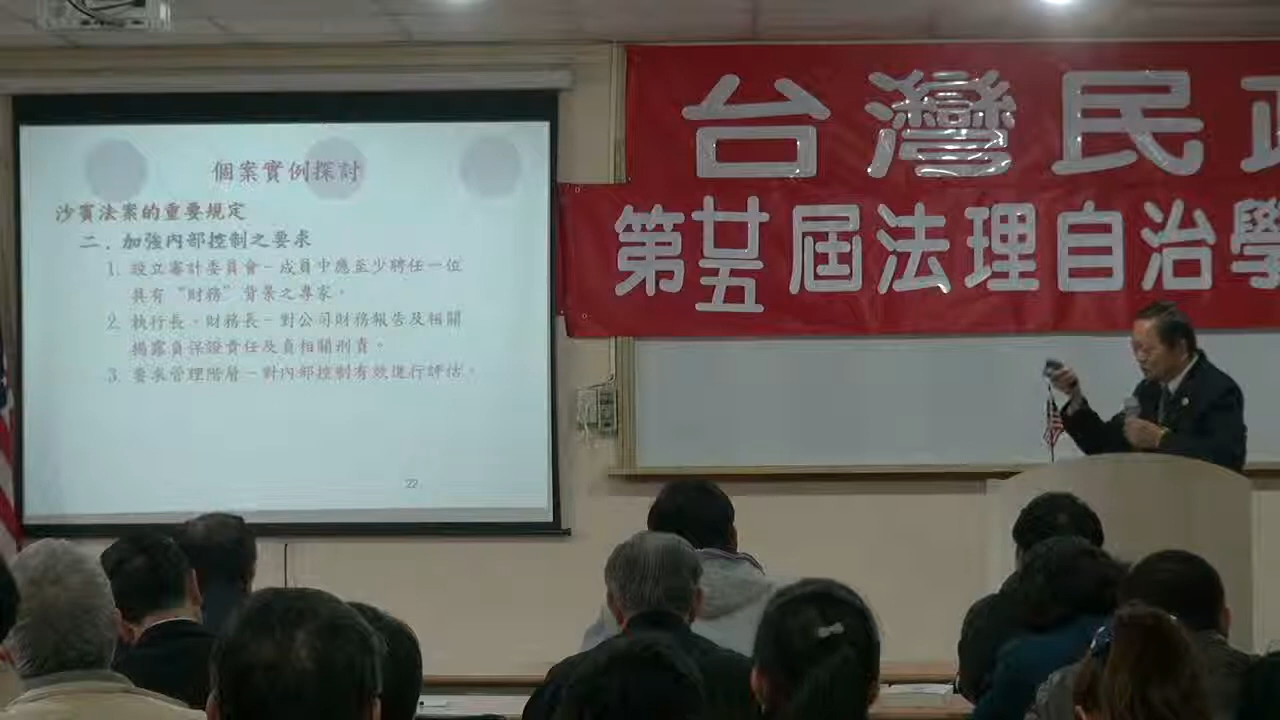 個案實例探討
沙賓法案的重要規定
二．加強內部控制之要求
1. 設立審計委員會－成員中應至少聘任一位
具有“財務”背景之專家。
2. 執行長、財務長－對公司財務報告及相關
揭露負保證責任及負相關刑責。
3. 要求管理階層－對內部控制有效進行評估。
22
台灣民政
第廿五屆法理自治學